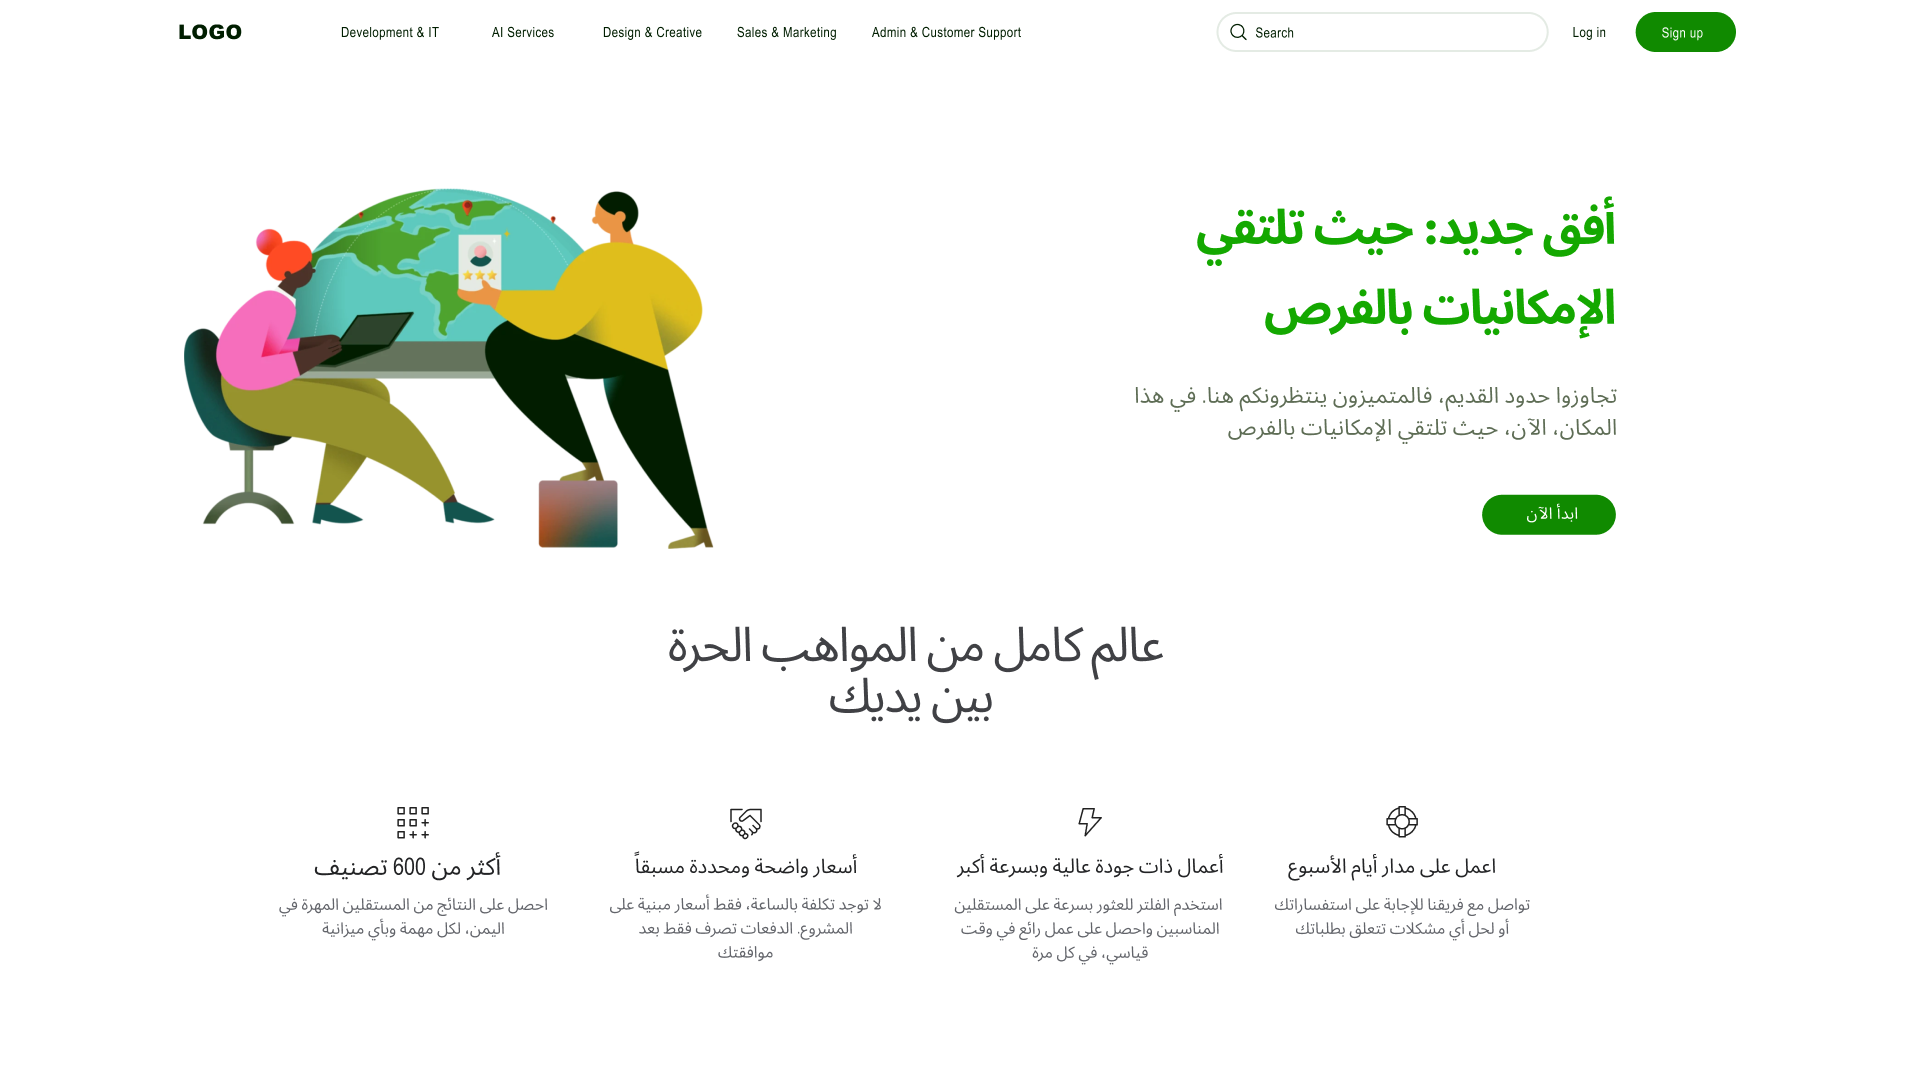 LOGO
Development & IT
AI Services
Design & Creative
Sales & Marketing
Admin & Customer Support
Search
Log in
Sign up
أفق جديد: حيث تلتقي
الإمكانيات بالفرص
تجاوزوا حدود القديم، فالمتميزون ينتظرونكم هنا. في هذا
المكان، الآن، حيث تلتقي الإمكانيات بالفرص
ابدأ الآن
عالم كامل من المواهب الحرة
بين يديك
اعمل على مدار أيام الأسبوع
تواصل مع فريقنا للإجابة على استفساراتك
أو لحل أي مشكلات تتعلق بطلباتك
أعمال ذات جودة عالية وبسرعة أكبر
استخدم الفلتر للعثور بسرعة على المستقلين
المناسبين واحصل على عمل رائع في وقت
قياسي، في كل مرة
أسعار واضحة ومحددة مسبقاً
لا توجد تكلفة بالساعة، فقط أسعار مبنية على
المشروع. الدفعات تصرف فقط بعد
موافقتك
أكثر من 600 تصنيف
احصل على النتائج من المستقلين المهرة في
اليمن، لكل مهمة وبأي ميزانية